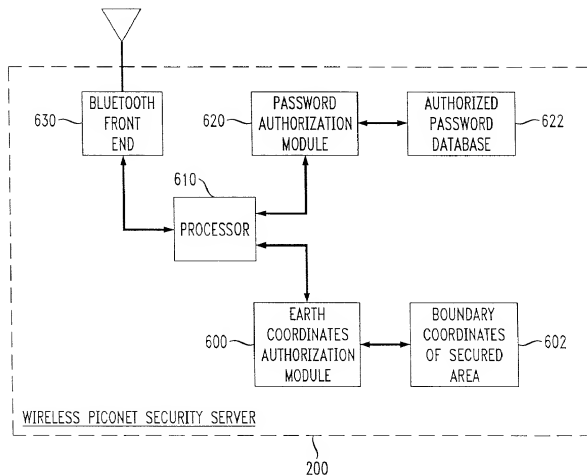 630
BLUETOOTH
FRONT
END
620
PASSWORD
AUTHORIZATION
MODULE
AUTHORIZED
PASSWORD
DATABASE
622
610
PROCESSOR
600
EARTH
COORDINATES
AUTHORIZATION
MODULE
BOUNDARY
COORDINATES
OF SECURED
AREA
602
WIRELESS PICONET SECURITY SERVER
200